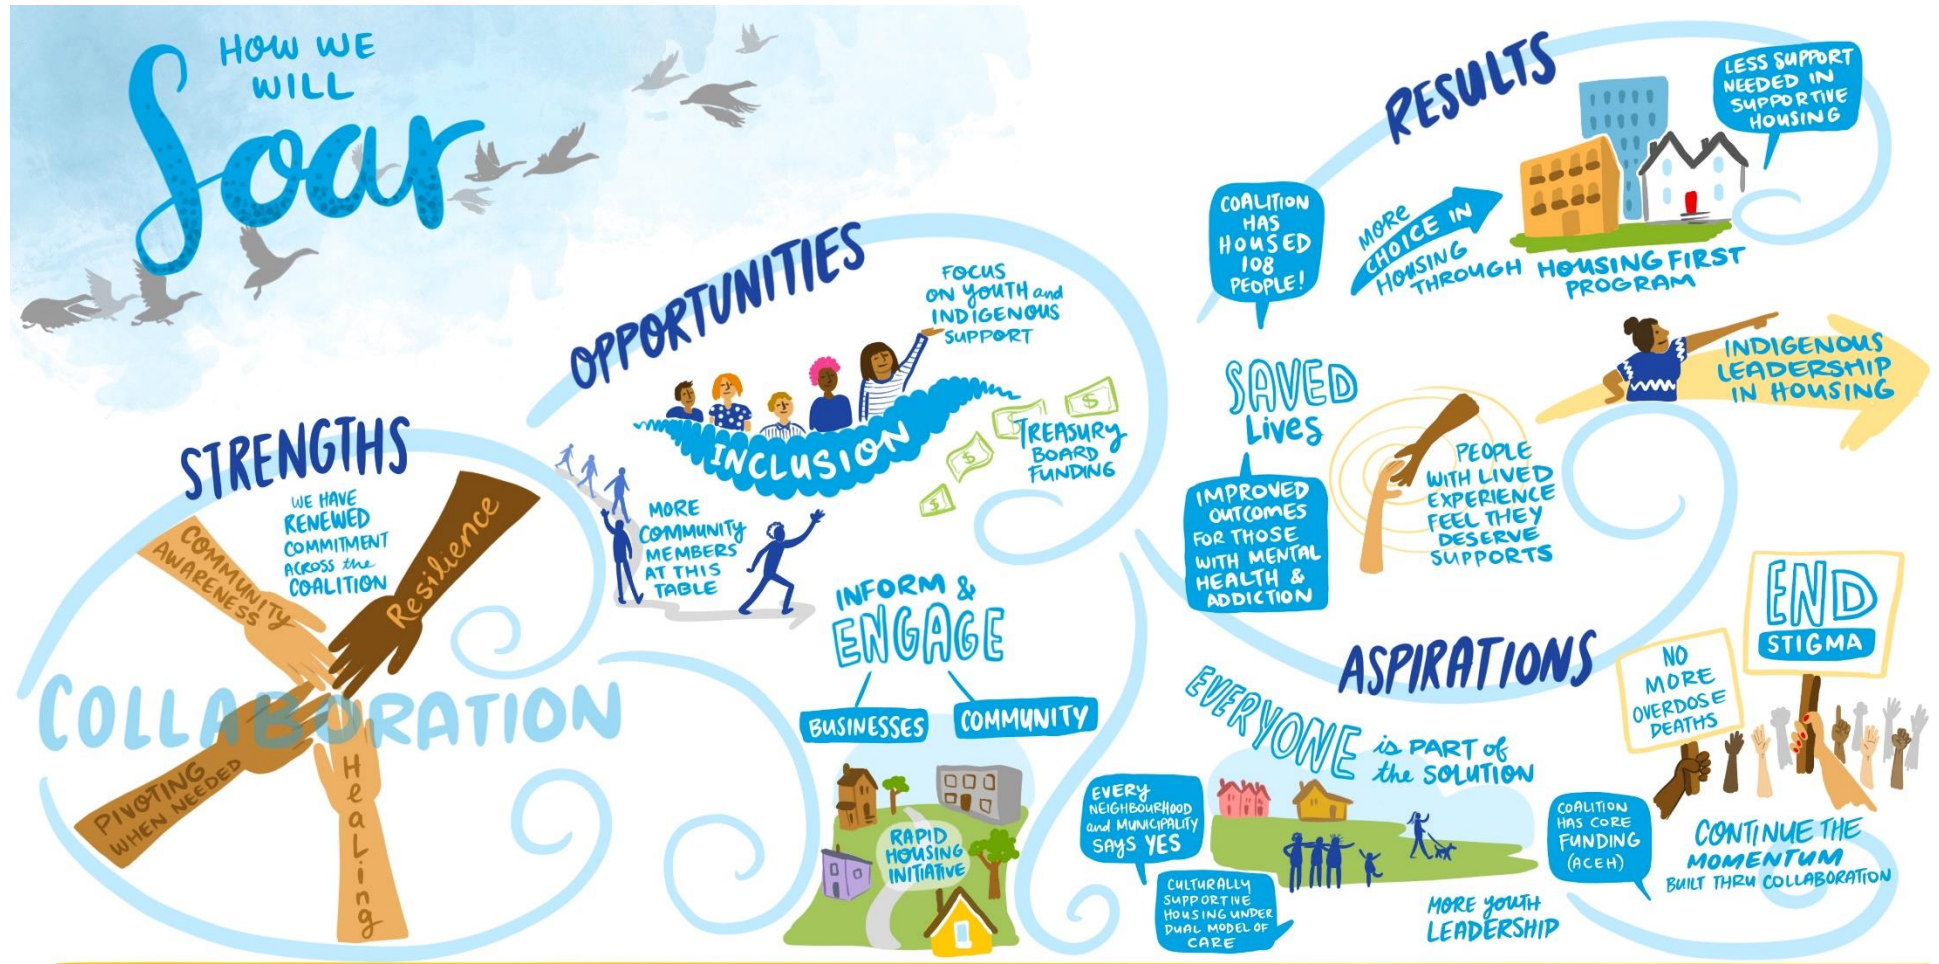 HOW WE
WILL
Soar
STRENGTHS
WE HAVE
RENEWED
COMMITMENT
ACROSS the
COALITION
COMMUNITY
AWARENESS
Resilience
COLLABORATION
PIVOTING
WHEN NEEDED
Healing
OPPORTUNITIES
FOCUS
ON YOUTH and
INDIGENOUS
SUPPORT
INCLUSION
TREASURY
BOARD
FUNDING
MORE
COMMUNITY
MEMBERS
AT THIS
TABLE
INFORM &
ENGAGE
BUSINESSES
COMMUNITY
RAPID
HOUSING
INITIATIVE
RESULTS
LESS SUPPORT
NEEDED IN
SUPPORTIVE
HOUSING
COALITION
HAS
HOUSED
108
PEOPLE!
MORE
CHOICE IN
HOUSING
THROUGH
HOUSING FIRST
PROGRAM
INDIGENOUS
LEADERSHIP
IN HOUSING
SAVED
Lives
PEOPLE
WITH LIVED
EXPERIENCE
FEEL THEY
DESERVE
SUPPORTS
IMPROVED
OUTCOMES
FOR THOSE
WITH MENTAL
HEALTH &
ADDICTION
ASPIRATIONS
EVERYONE
is PART of
the SOLUTION
EVERY
NEIGHBOURHOOD
and MUNICIPALITY
SAYS YES
CULTURALLY
SUPPORTIVE
HOUSING UNDER
DUAL MODEL OF
CARE
MORE YOUTH
LEADERSHIP
NO
MORE
OVERDOSE
DEATHS
END
STIGMA
COALITION
HAS CORE
FUNDING
(ACEH)
CONTINUE THE
MOMENTUM
BUILT THRU COLLABORATION